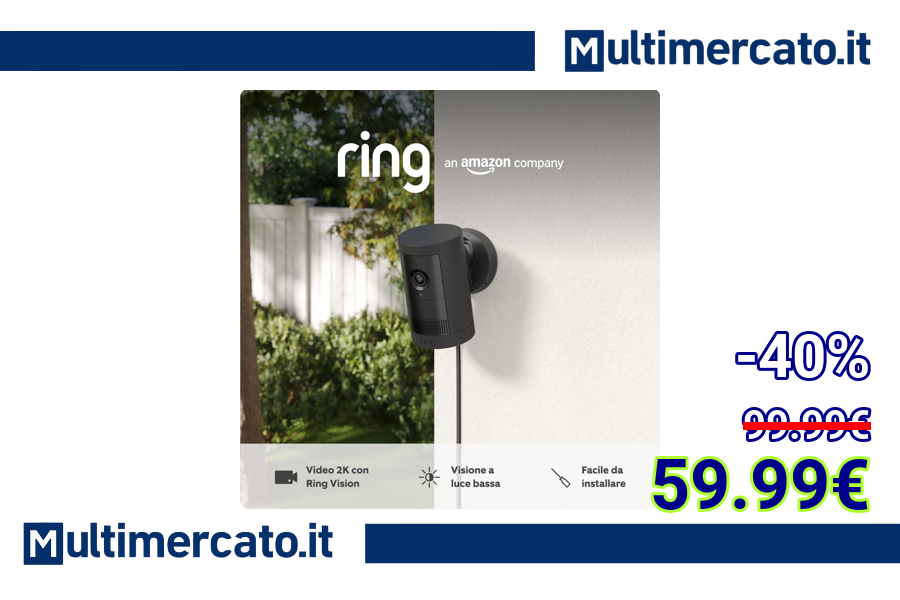 Multimercato.it
ring an amazon company
-40%
99.99€
59.99€
Video 2K con
Ring Vision
Visione a
luce bassa
Facile da
installare
Multimercato.it